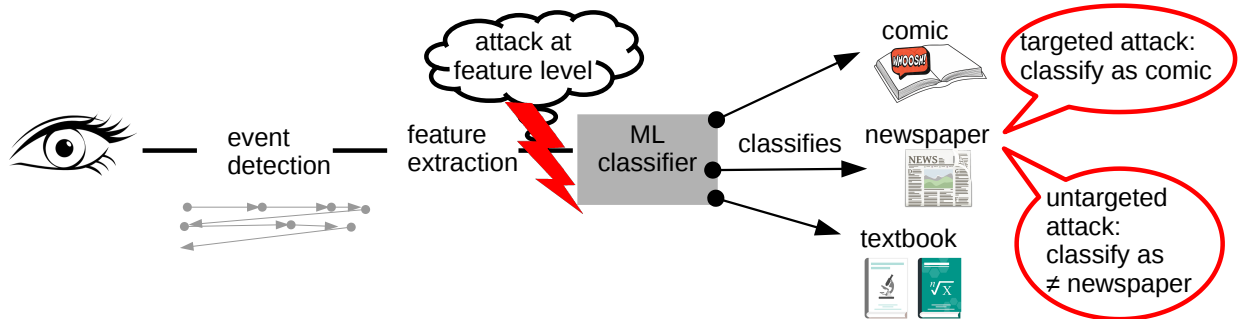 attack at
feature level
event
detection
feature
extraction
ML
classifier
classifies
comic
WHOOSH!
newspaper
NEWS
textbook
n√X
targeted attack:
classify as comic
untargeted
attack:
classify as
≠ newspaper